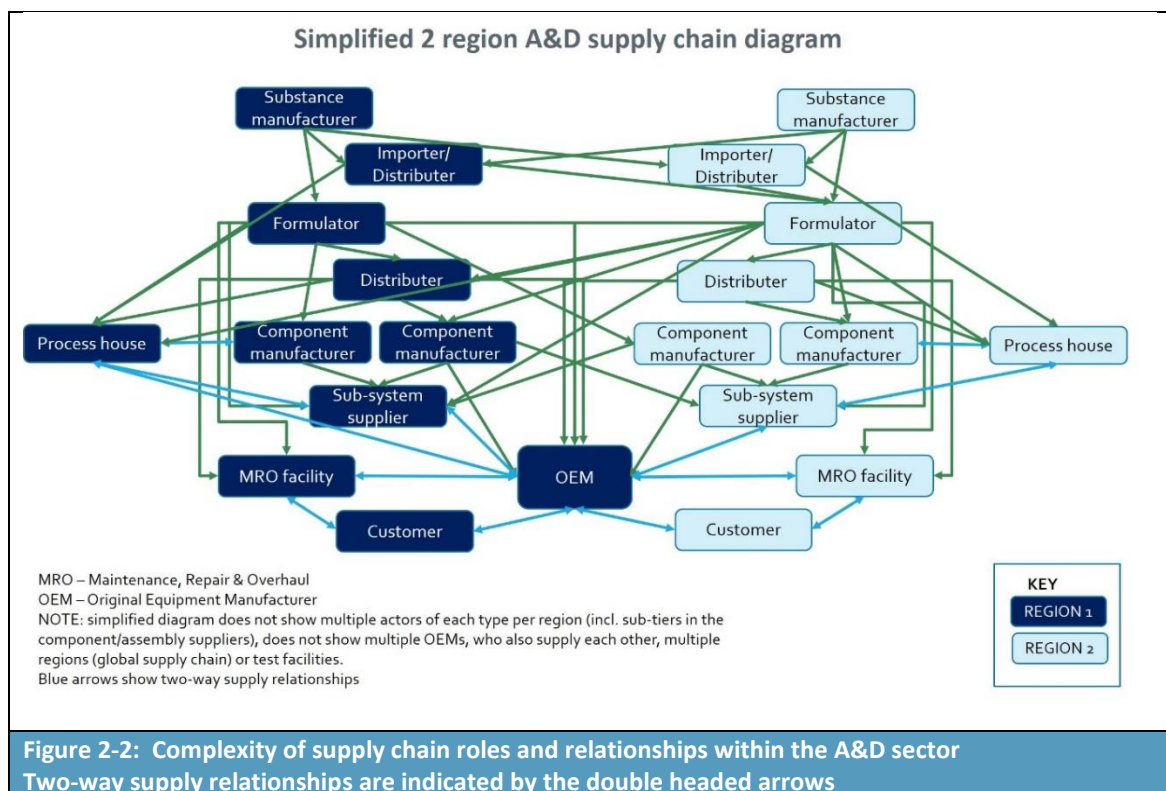 Simplified 2 region A&D supply chain diagram
Substance
manufacturer
Substance
manufacturer
Importer/
Distributer
Importer/
Distributer
Formulator
Formulator
Distributer
Distributer
Process house
Component
manufacturer
Component
manufacturer
Component
manufacturer
Component
manufacturer
Process house
Sub-system
supplier
Sub-system
supplier
MRO facility
OEM
MRO facility
Customer
Customer
MRO – Maintenance, Repair & Overhaul
OEM – Original Equipment Manufacturer
NOTE: simplified diagram does not show multiple actors of each type per region (incl. sub-tiers in the
component/assembly suppliers), does not show multiple OEMs, who also supply each other, multiple
regions (global supply chain) or test facilities.
Blue arrows show two-way supply relationships
KEY
REGION 1
REGION 2
Figure 2-2: Complexity of supply chain roles and relationships within the A&D sector
Two-way supply relationships are indicated by the double headed arrows